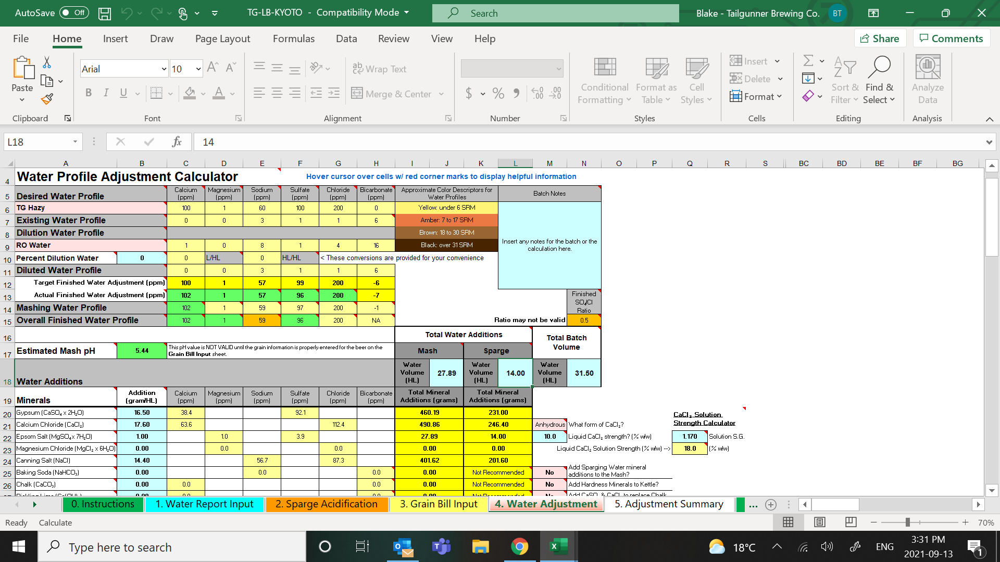 AutoSave Off TG-LB-KYOTO - Compatibility Mode Search Blake - Tailgunner Brewing Co. BT
File Home Insert Draw Page Layout Formulas Data Review View Help Share Comments
Paste Arial 10 Wrap Text Conditional Formatting Format as Table Cell Styles Insert Sort & Filter Find & Select Analyze Data
B I U Merge & Center $ % Delete Format
Clipboard Font Alignment Number Styles Cells Editing Analysis
L18 fx 14
A B C D E F G H I J K L M N O P Q R S BC BD BE BF BG
4 Water Profile Adjustment Calculator Hover cursor over cells w/ red corner marks to display helpful information
5 Desired Water Profile Calcium (ppm) Magnesium (ppm) Sodium (ppm) Sulfate (ppm) Chloride (ppm) Bicarbonate (ppm) Approximate Color Descriptors for Water Profiles Batch Notes
6 TG Hazy 100 1 60 100 200 0 Yellow: under 6 SRM
7 Existing Water Profile 0 0 3 1 1 6 Amber: 7 to 17 SRM
8 Dilution Water Profile Brown: 18 to 30 SRM
9 RO Water 1 0 8 1 4 16 Black: over 31 SRM Insert any notes for the batch or the calculation here.
10 Percent Dilution Water 0 0 L/HL 0 HL/HL < These conversions are provided for your convenience
11 Diluted Water Profile 0 0 3 1 1 6
12 Target Finished Water Adjustment (ppm) 100 1 57 99 200 -6
13 Actual Finished Water Adjustment (ppm) 102 1 57 96 200 -7 Finished SO₄/Cl Ratio
14 Mashing Water Profile 102 1 59 97 200 -1
15 Overall Finished Water Profile 102 1 59 96 200 NA Ratio may not be valid 0.5
16 Total Water Additions Total Batch Volume
17 Estimated Mash pH 5.44 This pH value is NOT VALID until the grain information is properly entered for the beer on the Grain Bill Input sheet. Mash Sparge
18 Water Additions Water Volume (HL) 27.89 Water Volume (HL) 14.00 Water Volume (HL) 31.50
19 Minerals Addition (gram/HL) Calcium (ppm) Magnesium (ppm) Sodium (ppm) Sulfate (ppm) Chloride (ppm) Bicarbonate (ppm) Total Mineral Additions (grams) Total Mineral Additions (grams)
20 Gypsum (CaSO₄ x 2H₂O) 16.50 38.4 92.1 460.19 231.00 CaCl₂ Solution Strength Calculator
21 Calcium Chloride (CaCl₂) 17.60 63.6 112.4 490.86 246.40 Anhydrous What form of CaCl₂?
22 Epsom Salt (MgSO₄x 7H₂O) 1.00 1.0 3.9 27.89 14.00 10.0 Liquid CaCl₂ strength? (% w/w) 1.170 Solution S.G.
23 Magnesium Chloride (MgCl₂ x 6H₂O) 0.00 0.0 0.0 0.00 0.00 Liquid CaCl₂ Solution Strength (% w/w) --> 18.0 (% w/w)
24 Canning Salt (NaCl) 14.40 56.7 87.3 401.62 201.60
25 Baking Soda (NaHCO₃) 0.00 0.0 0.0 0.00 Not Recommended No Add Sparging Water mineral additions to the Mash?
26 Chalk (CaCO₃) 0.00 0.0 0.0 0.00 Not Recommended No Add Hardness Minerals to Kettle?
0. Instructions 1. Water Report Input 2. Sparge Acidification 3. Grain Bill Input 4. Water Adjustment 5. Adjustment Summary ...
Ready Calculate 70%
Type here to search 18°C ENG 3:31 PM 2021-09-13 1